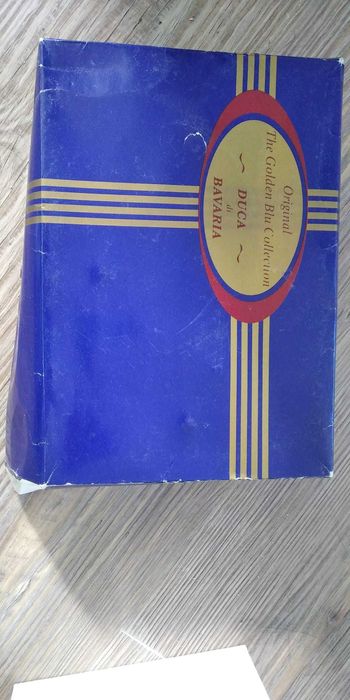 Original
The Golden Blu Collection
~ DUCA ~
di
BAVARIA